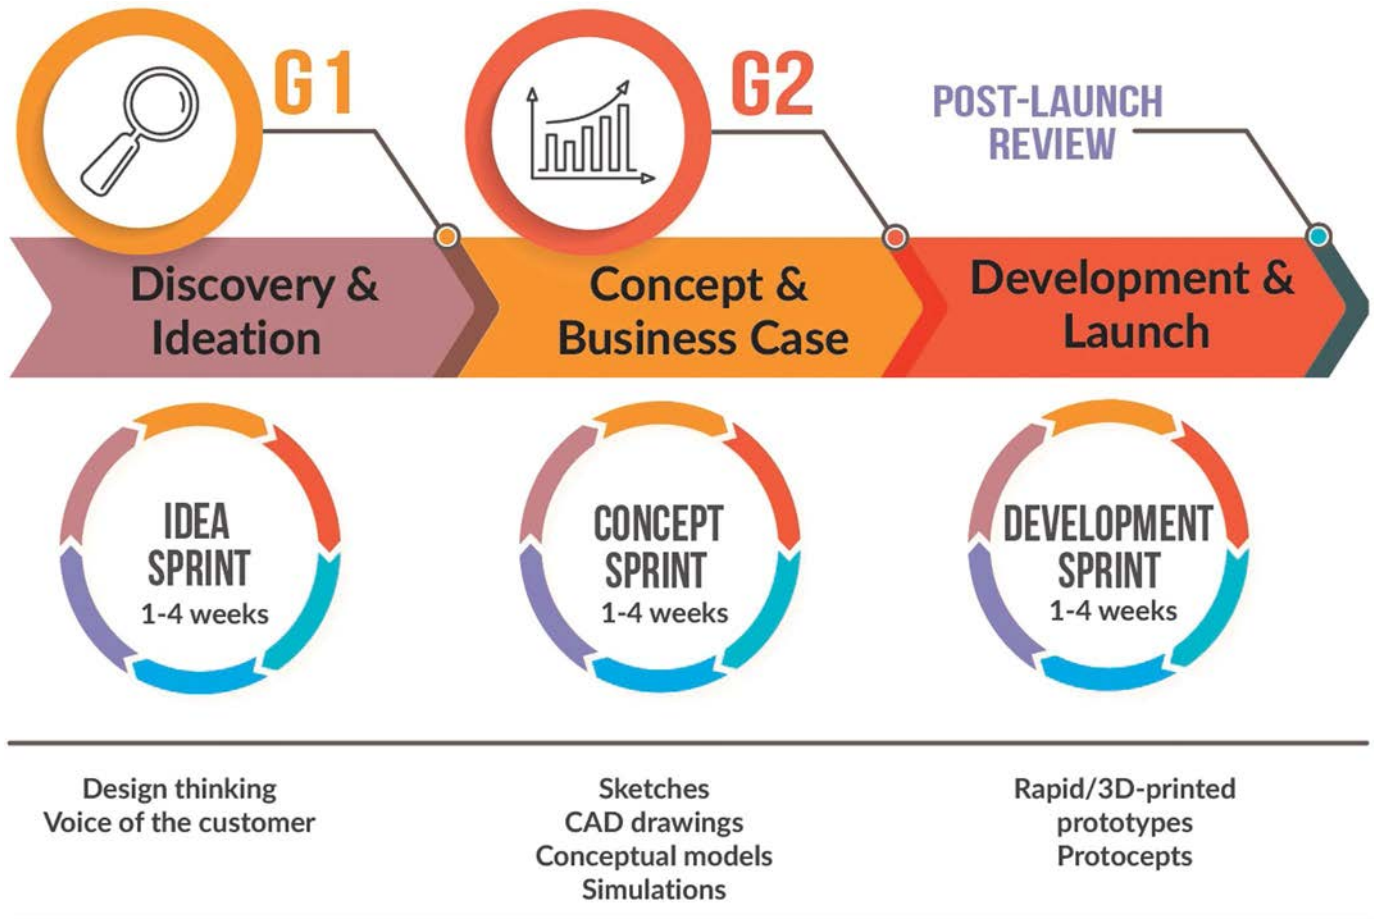 G1
G2
POST-LAUNCH
REVIEW
Discovery &
Ideation
Concept &
Business Case
Development &
Launch
IDEA
SPRINT
1-4 weeks
CONCEPT
SPRINT
1-4 weeks
DEVELOPMENT
SPRINT
1-4 weeks
Design thinking
Voice of the customer
Sketches
CAD drawings
Conceptual models
Simulations
Rapid/3D-printed
prototypes
Protocepts